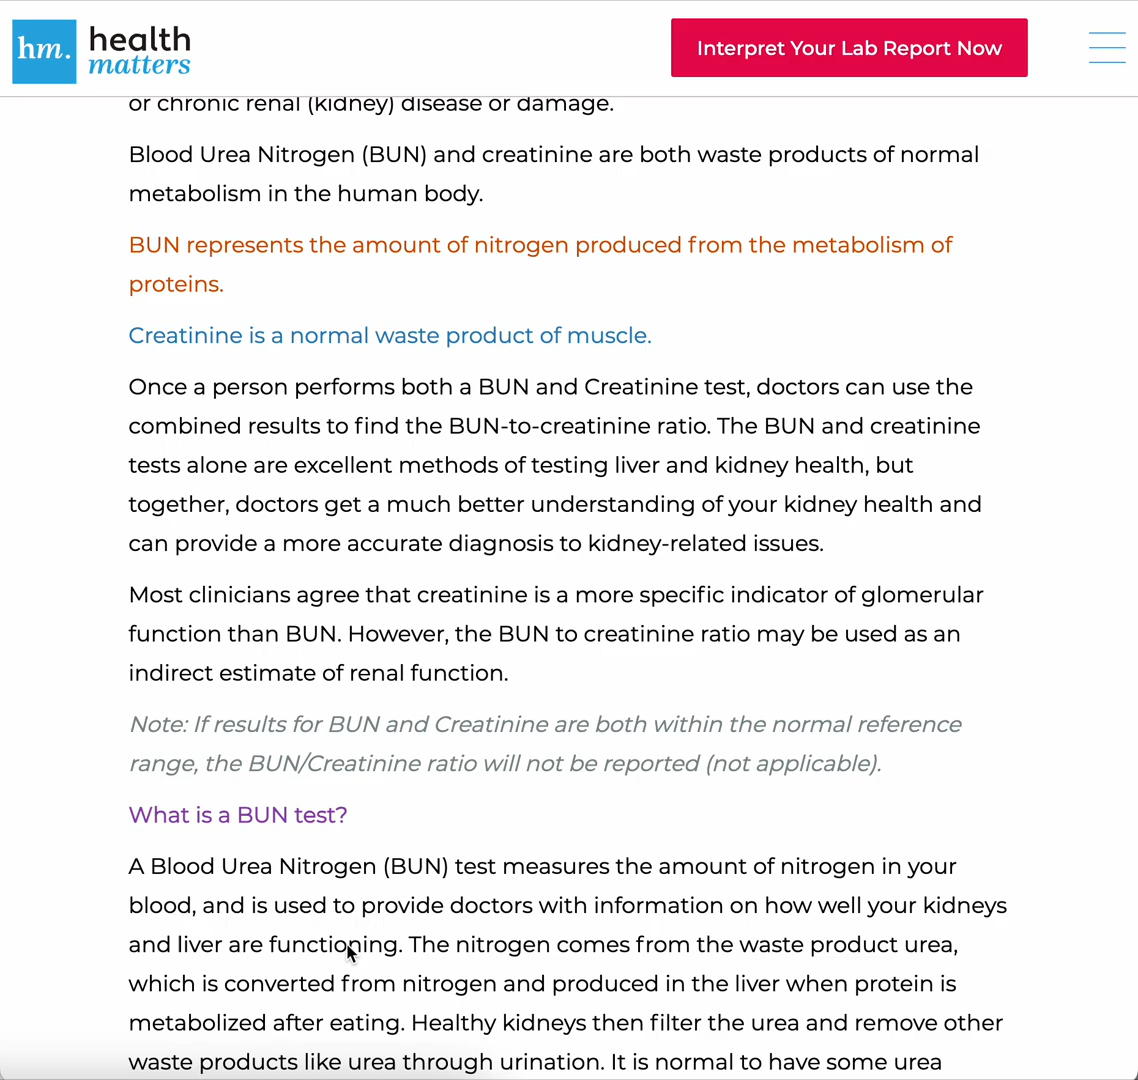 hm.
health
matters
Interpret Your Lab Report Now
or chronic renal (kidney) disease or damage.
Blood Urea Nitrogen (BUN) and creatinine are both waste products of normal
metabolism in the human body.
BUN represents the amount of nitrogen produced from the metabolism of
proteins.
Creatinine is a normal waste product of muscle.
Once a person performs both a BUN and Creatinine test, doctors can use the
combined results to find the BUN-to-creatinine ratio. The BUN and creatinine
tests alone are excellent methods of testing liver and kidney health, but
together, doctors get a much better understanding of your kidney health and
can provide a more accurate diagnosis to kidney-related issues.
Most clinicians agree that creatinine is a more specific indicator of glomerular
function than BUN. However, the BUN to creatinine ratio may be used as an
indirect estimate of renal function.
Note: If results for BUN and Creatinine are both within the normal reference
range, the BUN/Creatinine ratio will not be reported (not applicable).
What is a BUN test?
A Blood Urea Nitrogen (BUN) test measures the amount of nitrogen in your
blood, and is used to provide doctors with information on how well your kidneys
and liver are functioning. The nitrogen comes from the waste product urea,
which is converted from nitrogen and produced in the liver when protein is
metabolized after eating. Healthy kidneys then filter the urea and remove other
waste products like urea through urination. It is normal to have some urea